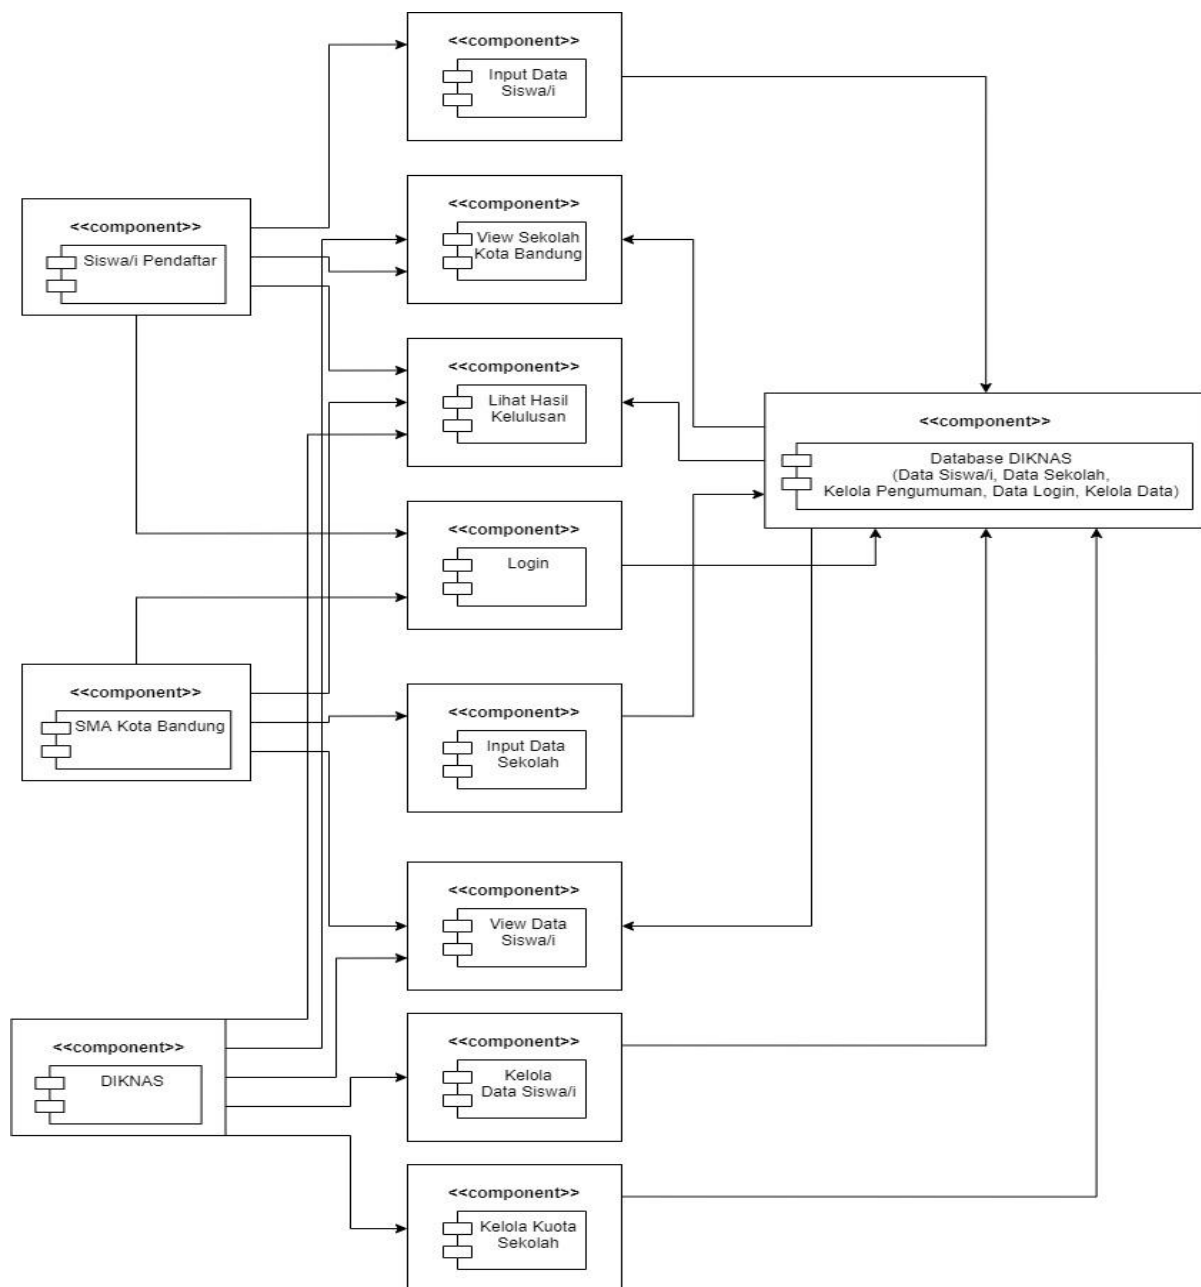 <<component>>
Input Data
Siswa/i
<<component>>
View Sekolah
Kota Bandung
<<component>>
Siswa/i Pendaftar
<<component>>
Lihat Hasil
Kelulusan
<<component>>
Database DIKNAS
(Data Siswa/i, Data Sekolah,
Kelola Pengumuman, Data Login, Kelola Data)
<<component>>
Login
<<component>>
SMA Kota Bandung
<<component>>
Input Data
Sekolah
<<component>>
View Data
Siswa/i
<<component>>
DIKNAS
<<component>>
Kelola
Data Siswa/i
<<component>>
Kelola Kuota
Sekolah